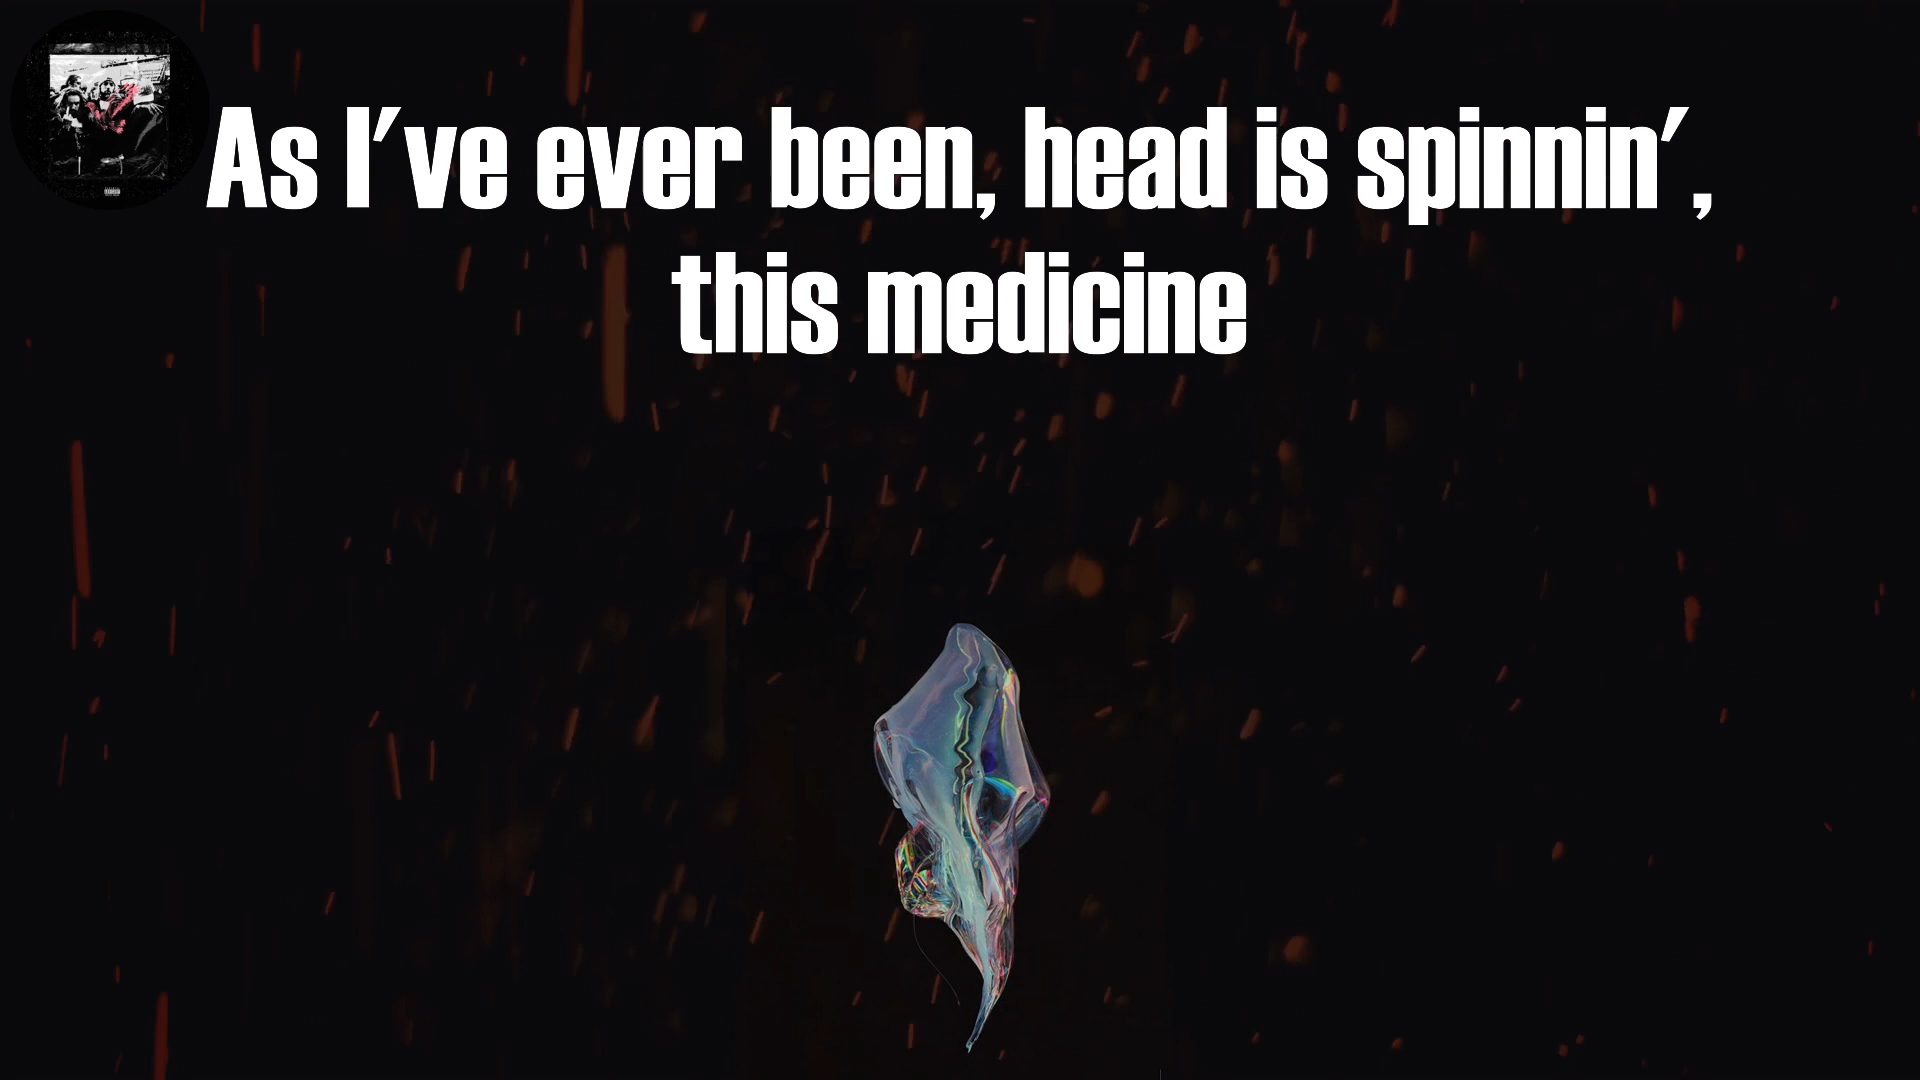 As I've ever been, head is spinnin',
this medicine